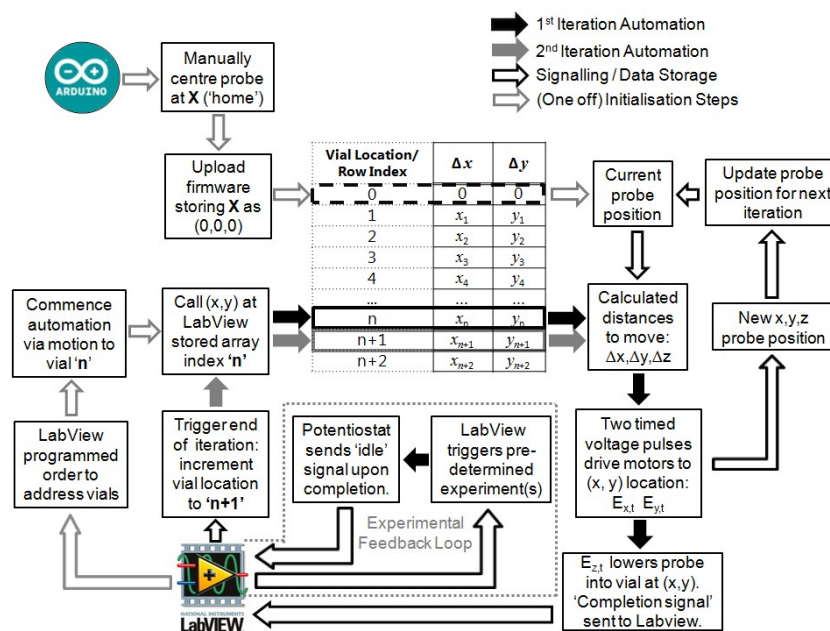 1st Iteration Automation
2nd Iteration Automation
Signalling / Data Storage
(One off) Initialisation Steps
ARDUINO
Manually
centre probe
at X ('home')
Upload
firmware
storing X as
(0,0,0)
Vial Location/
Row Index
Δx
Δy
0 0 0
1 x1 y1
2 x2 y2
3 x3 y3
4 x4 y4
... ... ...
n xn yn
n+1 xn+1 yn+1
n+2 xn+2 yn+2
Current
probe
position
Update probe
position for next
iteration
Commence
automation
via motion to
vial 'n'
Call (x,y) at
LabView
stored array
index 'n'
Calculated
distances
to move:
Δx,Δy,Δz
New x,y,z
probe position
LabView
programmed
order to
address vials
Trigger end
of iteration:
increment
vial location
to 'n+1'
Potentiostat
sends 'idle'
signal upon
completion.
LabView
triggers pre-
determined
experiment(s)
Two timed
voltage pulses
drive motors to
(x, y) location:
Ex,t Ey,t
Experimental
Feedback Loop
Ez,t lowers probe
into vial at (x,y).
'Completion signal'
sent to Labview.
NATIONAL INSTRUMENTS
LabVIEW